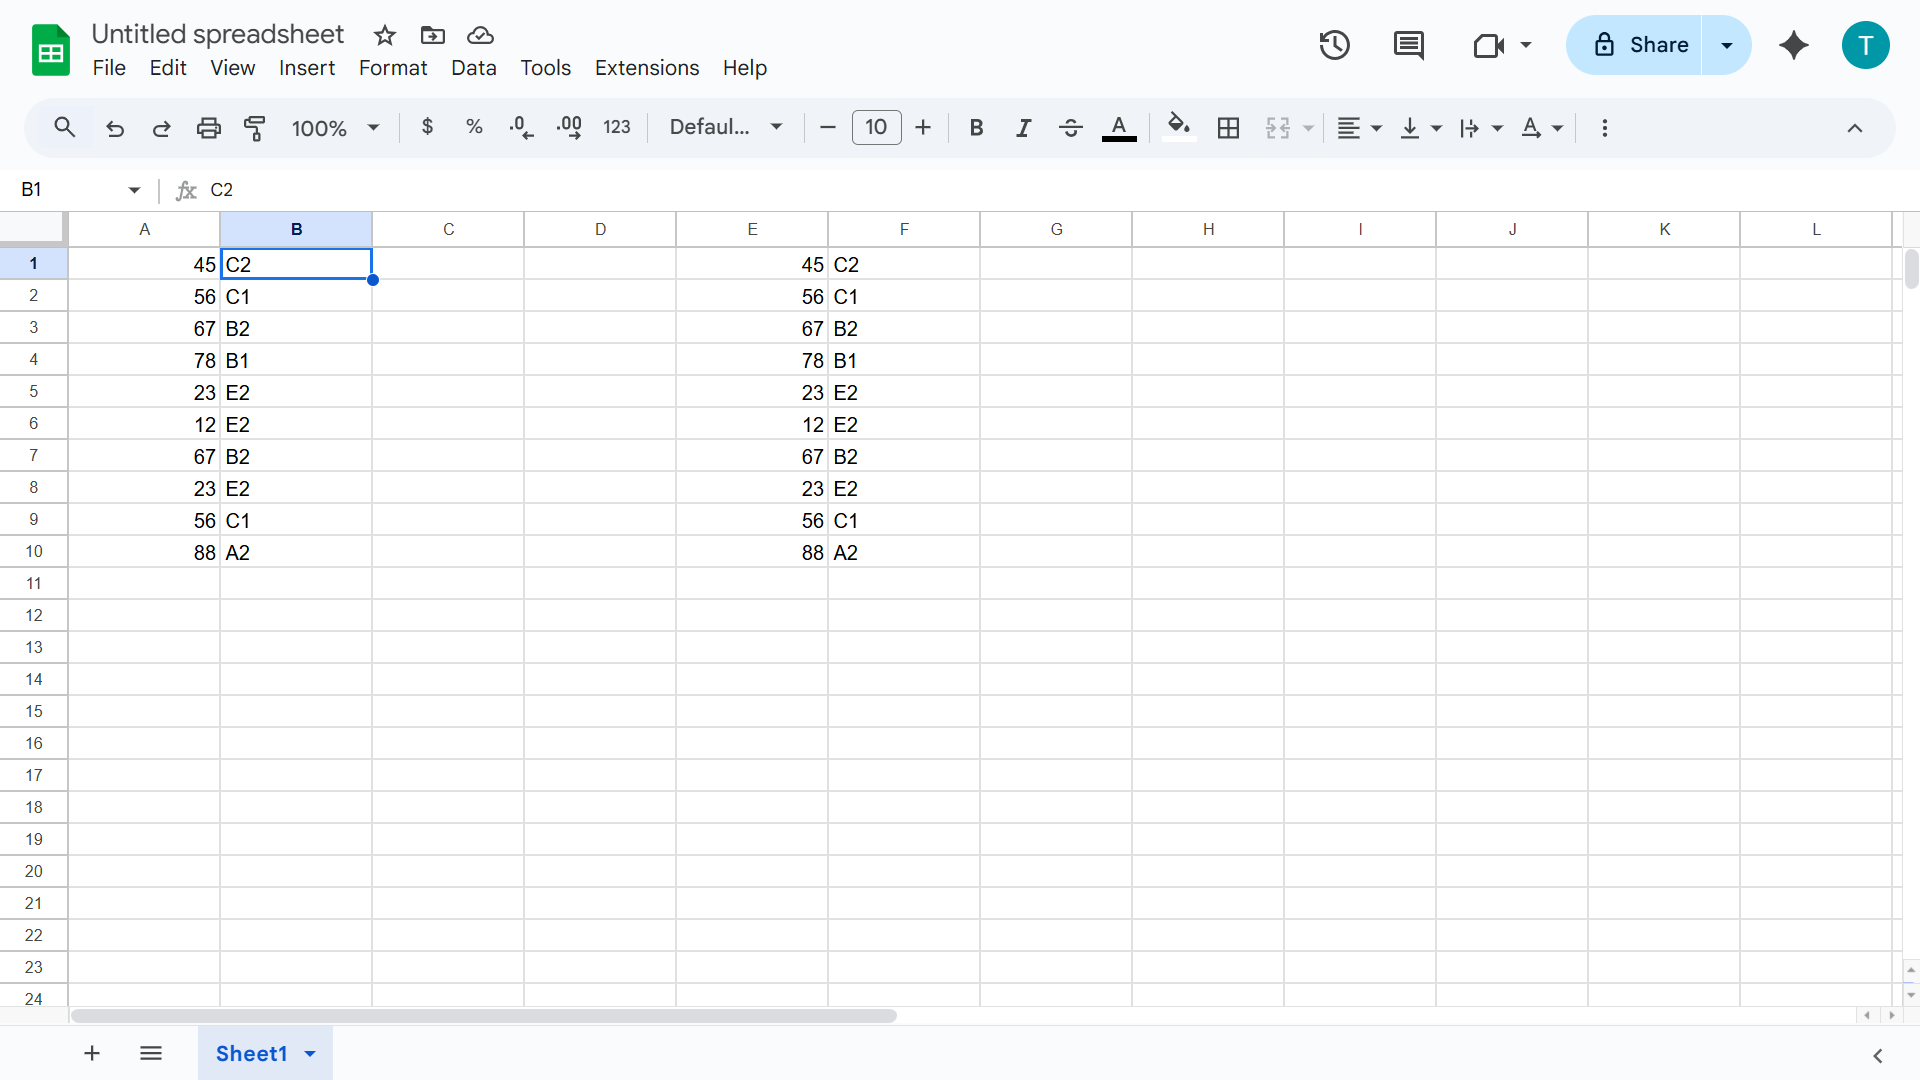 Untitled spreadsheet
File Edit View Insert Format Data Tools Extensions Help
Share
T
100% $ % .0 .00 123 Defaul... 10 B I S A A
B1 fx C2
A B C D E F G H I J K L
1 45 C2 45 C2
2 56 C1 56 C1
3 67 B2 67 B2
4 78 B1 78 B1
5 23 E2 23 E2
6 12 E2 12 E2
7 67 B2 67 B2
8 23 E2 23 E2
9 56 C1 56 C1
10 88 A2 88 A2
11
12
13
14
15
16
17
18
19
20
21
22
23
24
Sheet1